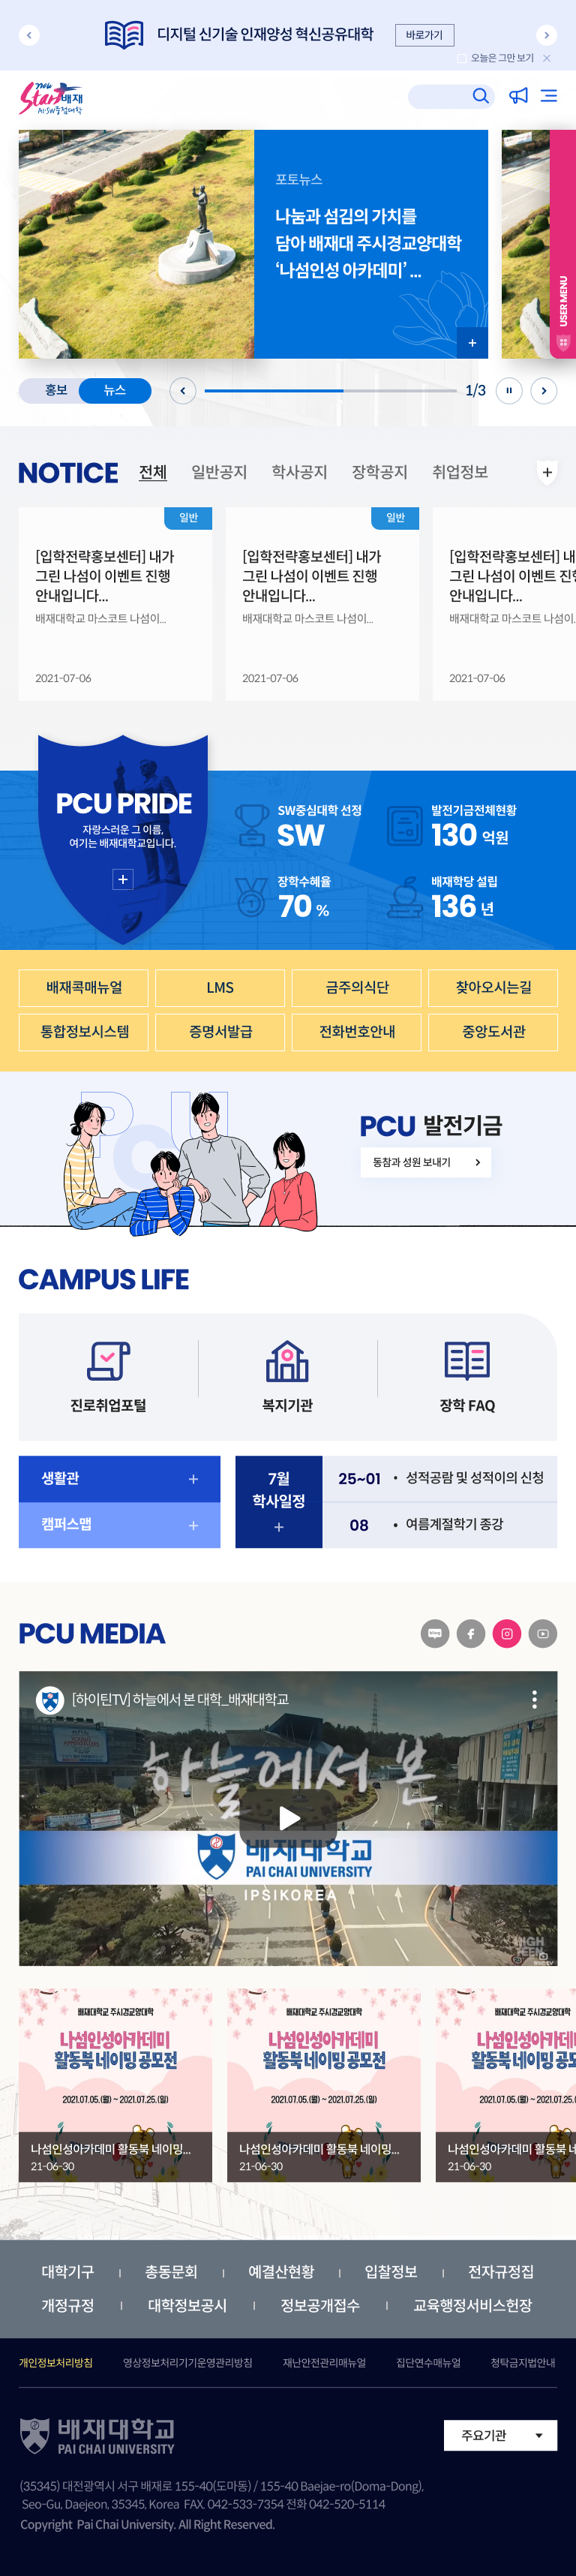 디지털 신기술 인재양성 혁신공유대학
바로가기
오늘은 그만 보기
new
Start 배재
AI·SW중점대학
포토뉴스
나눔과 섬김의 가치를
담아 배재대 주시경교양대학
‘나섬인성 아카데미’ ...
USER MENU
홍보 뉴스 1/3
NOTICE 전체 일반공지 학사공지 장학공지 취업정보
일반
[입학전략홍보센터] 내가
그린 나섬이 이벤트 진행
안내입니다...
배재대학교 마스코트 나섬이...
2021-07-06
일반
[입학전략홍보센터] 내가
그린 나섬이 이벤트 진행
안내입니다...
배재대학교 마스코트 나섬이...
2021-07-06
[입학전략홍보센터] 내
그린 나섬이 이벤트 진행
안내입니다...
배재대학교 마스코트 나섬이..
2021-07-06
PCU PRIDE
자랑스러운 그 이름,
여기는 배재대학교입니다.
SW중심대학 선정
SW
발전기금전체현황
130 억원
장학수혜율
70 %
배재학당 설립
136 년
배재콕매뉴얼 LMS 금주의식단 찾아오시는길
통합정보시스템 증명서발급 전화번호안내 중앙도서관
PCU
PCU 발전기금
동참과 성원 보내기
CAMPUS LIFE
진로취업포털 복지기관 장학 FAQ
생활관
캠퍼스맵
7월
학사일정
25~01 • 성적공람 및 성적이의 신청
08 • 여름계절학기 종강
PCU MEDIA
[하이틴TV] 하늘에서 본 대학_배재대학교
하늘에서 본
배재대학교
PAI CHAI UNIVERSITY
IPSIKOREA
HIGH
TEEN
배재대학교 주시경교양대학
나섬인성아카데미
활동북 네이밍 공모전
2021.07.05.(월) ~ 2021.07.25.(일)
나섬인성아카데미 활동북 네이밍...
21-06-30
배재대학교 주시경교양대학
나섬인성아카데미
활동북 네이밍 공모전
2021.07.05.(월) ~ 2021.07.25.(일)
나섬인성아카데미 활동북 네이밍...
21-06-30
배재대학교 주시경교양대학
나섬인성아카데
활동북 네이밍 공모
2021.07.05.(월) ~ 2021.07.25.(
나섬인성아카데미 활동북 네
21-06-30
대학기구 총동문회 예결산현황 입찰정보 전자규정집
개정규정 대학정보공시 정보공개접수 교육행정서비스헌장
개인정보처리방침 영상정보처리기기운영관리방침 재난안전관리매뉴얼 집단연수매뉴얼 청탁금지법안내
배재대학교
PAI CHAI UNIVERSITY
주요기관
(35345) 대전광역시 서구 배재로 155-40(도마동) / 155-40 Baejae-ro(Doma-Dong),
Seo-Gu, Daejeon, 35345, Korea FAX. 042-533-7354 전화 042-520-5114
Copyright Pai Chai University. All Right Reserved.